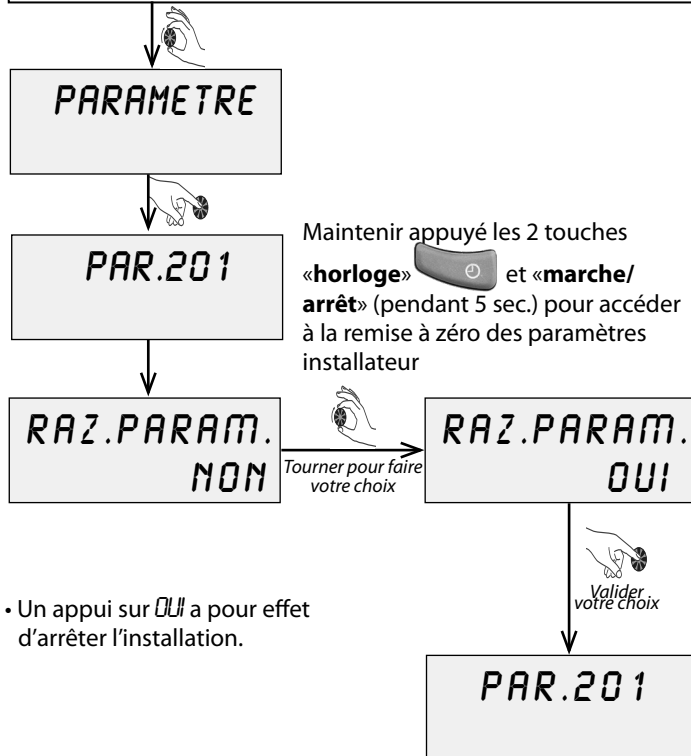 PARAMETRE
PAR.201
Maintenir appuyé les 2 touches
«horloge» et «marche/
arrêt» (pendant 5 sec.) pour accéder
à la remise à zéro des paramètres
installateur
RAZ.PARAM.
NON
Tourner pour faire
votre choix
RAZ.PARAM.
OUI
• Un appui sur OUI a pour effet
d’arrêter l’installation.
Valider
votre choix
PAR.201